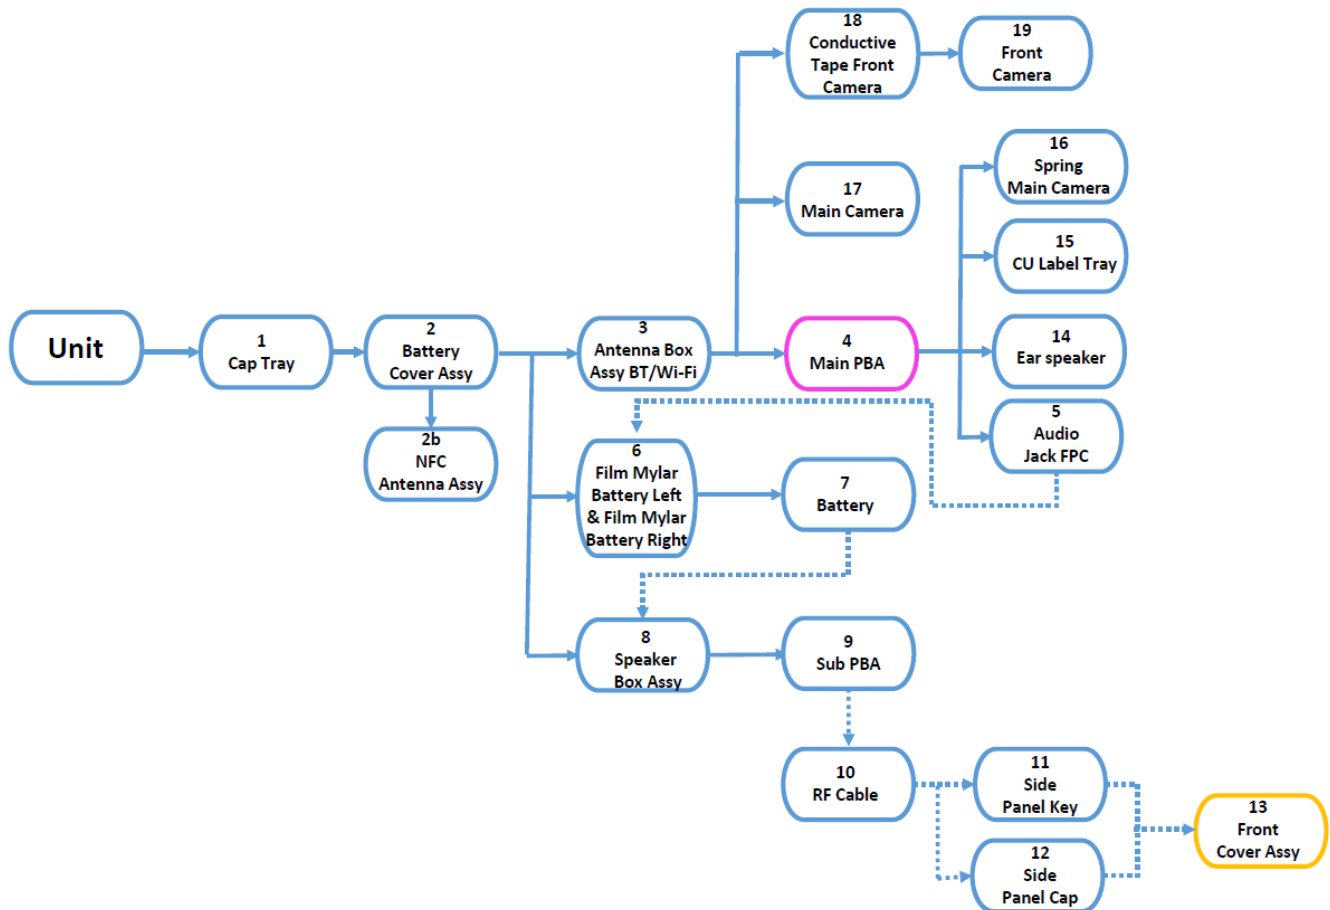 18
Conductive
Tape Front
Camera
19
Front
Camera
16
Spring
Main Camera
17
Main Camera
15
CU Label Tray
Unit
1
Cap Tray
2
Battery
Cover Assy
3
Antenna Box
Assy BT/Wi-Fi
4
Main PBA
14
Ear speaker
2b
NFC
Antenna Assy
6
Film Mylar
Battery Left
& Film Mylar
Battery Right
7
Battery
5
Audio
Jack FPC
8
Speaker
Box Assy
9
Sub PBA
10
RF Cable
11
Side
Panel Key
12
Side
Panel Cap
13
Front
Cover Assy